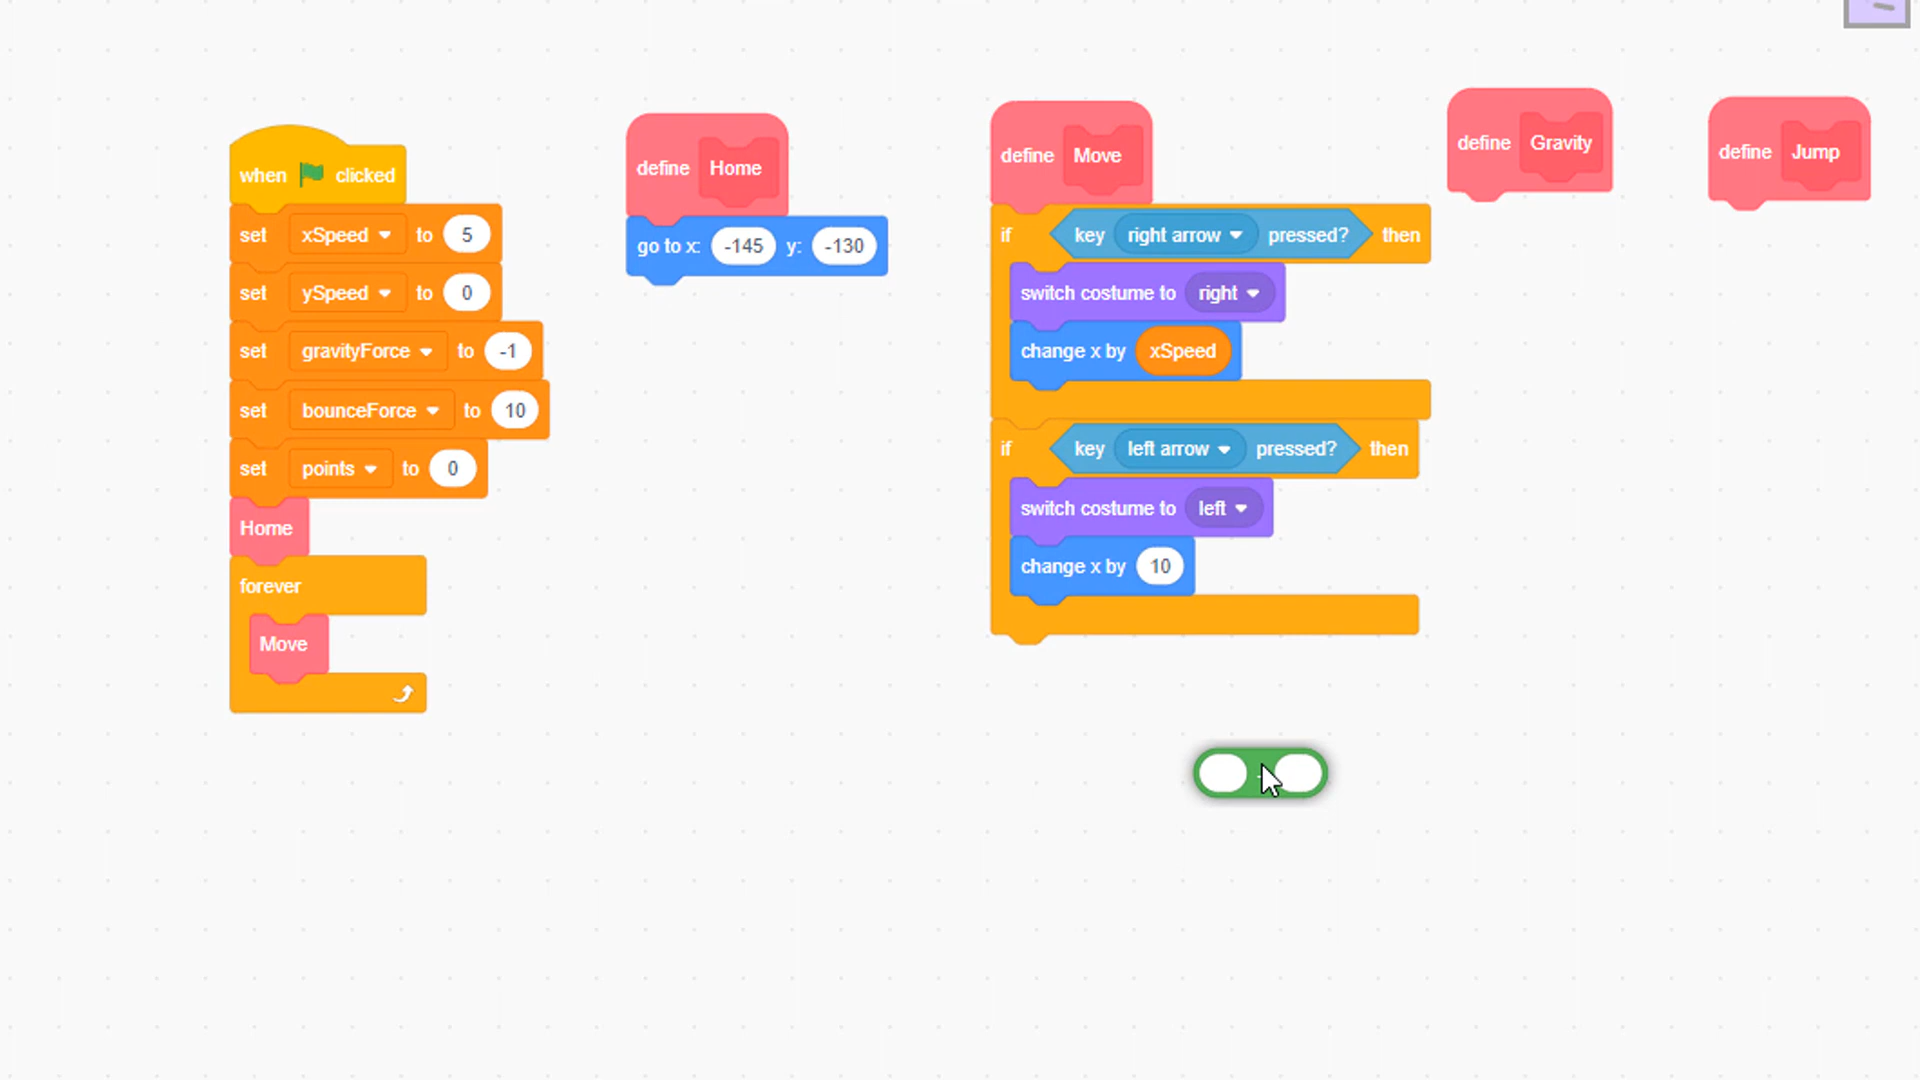 when clicked
set xSpeed to 5
set ySpeed to 0
set gravityForce to -1
set bounceForce to 10
set points to 0
Home
forever
Move
define Home
go to x: -145 y: -130
define Move
if key right arrow pressed? then
switch costume to right
change x by xSpeed
if key left arrow pressed? then
switch costume to left
change x by 10
define Gravity
define Jump